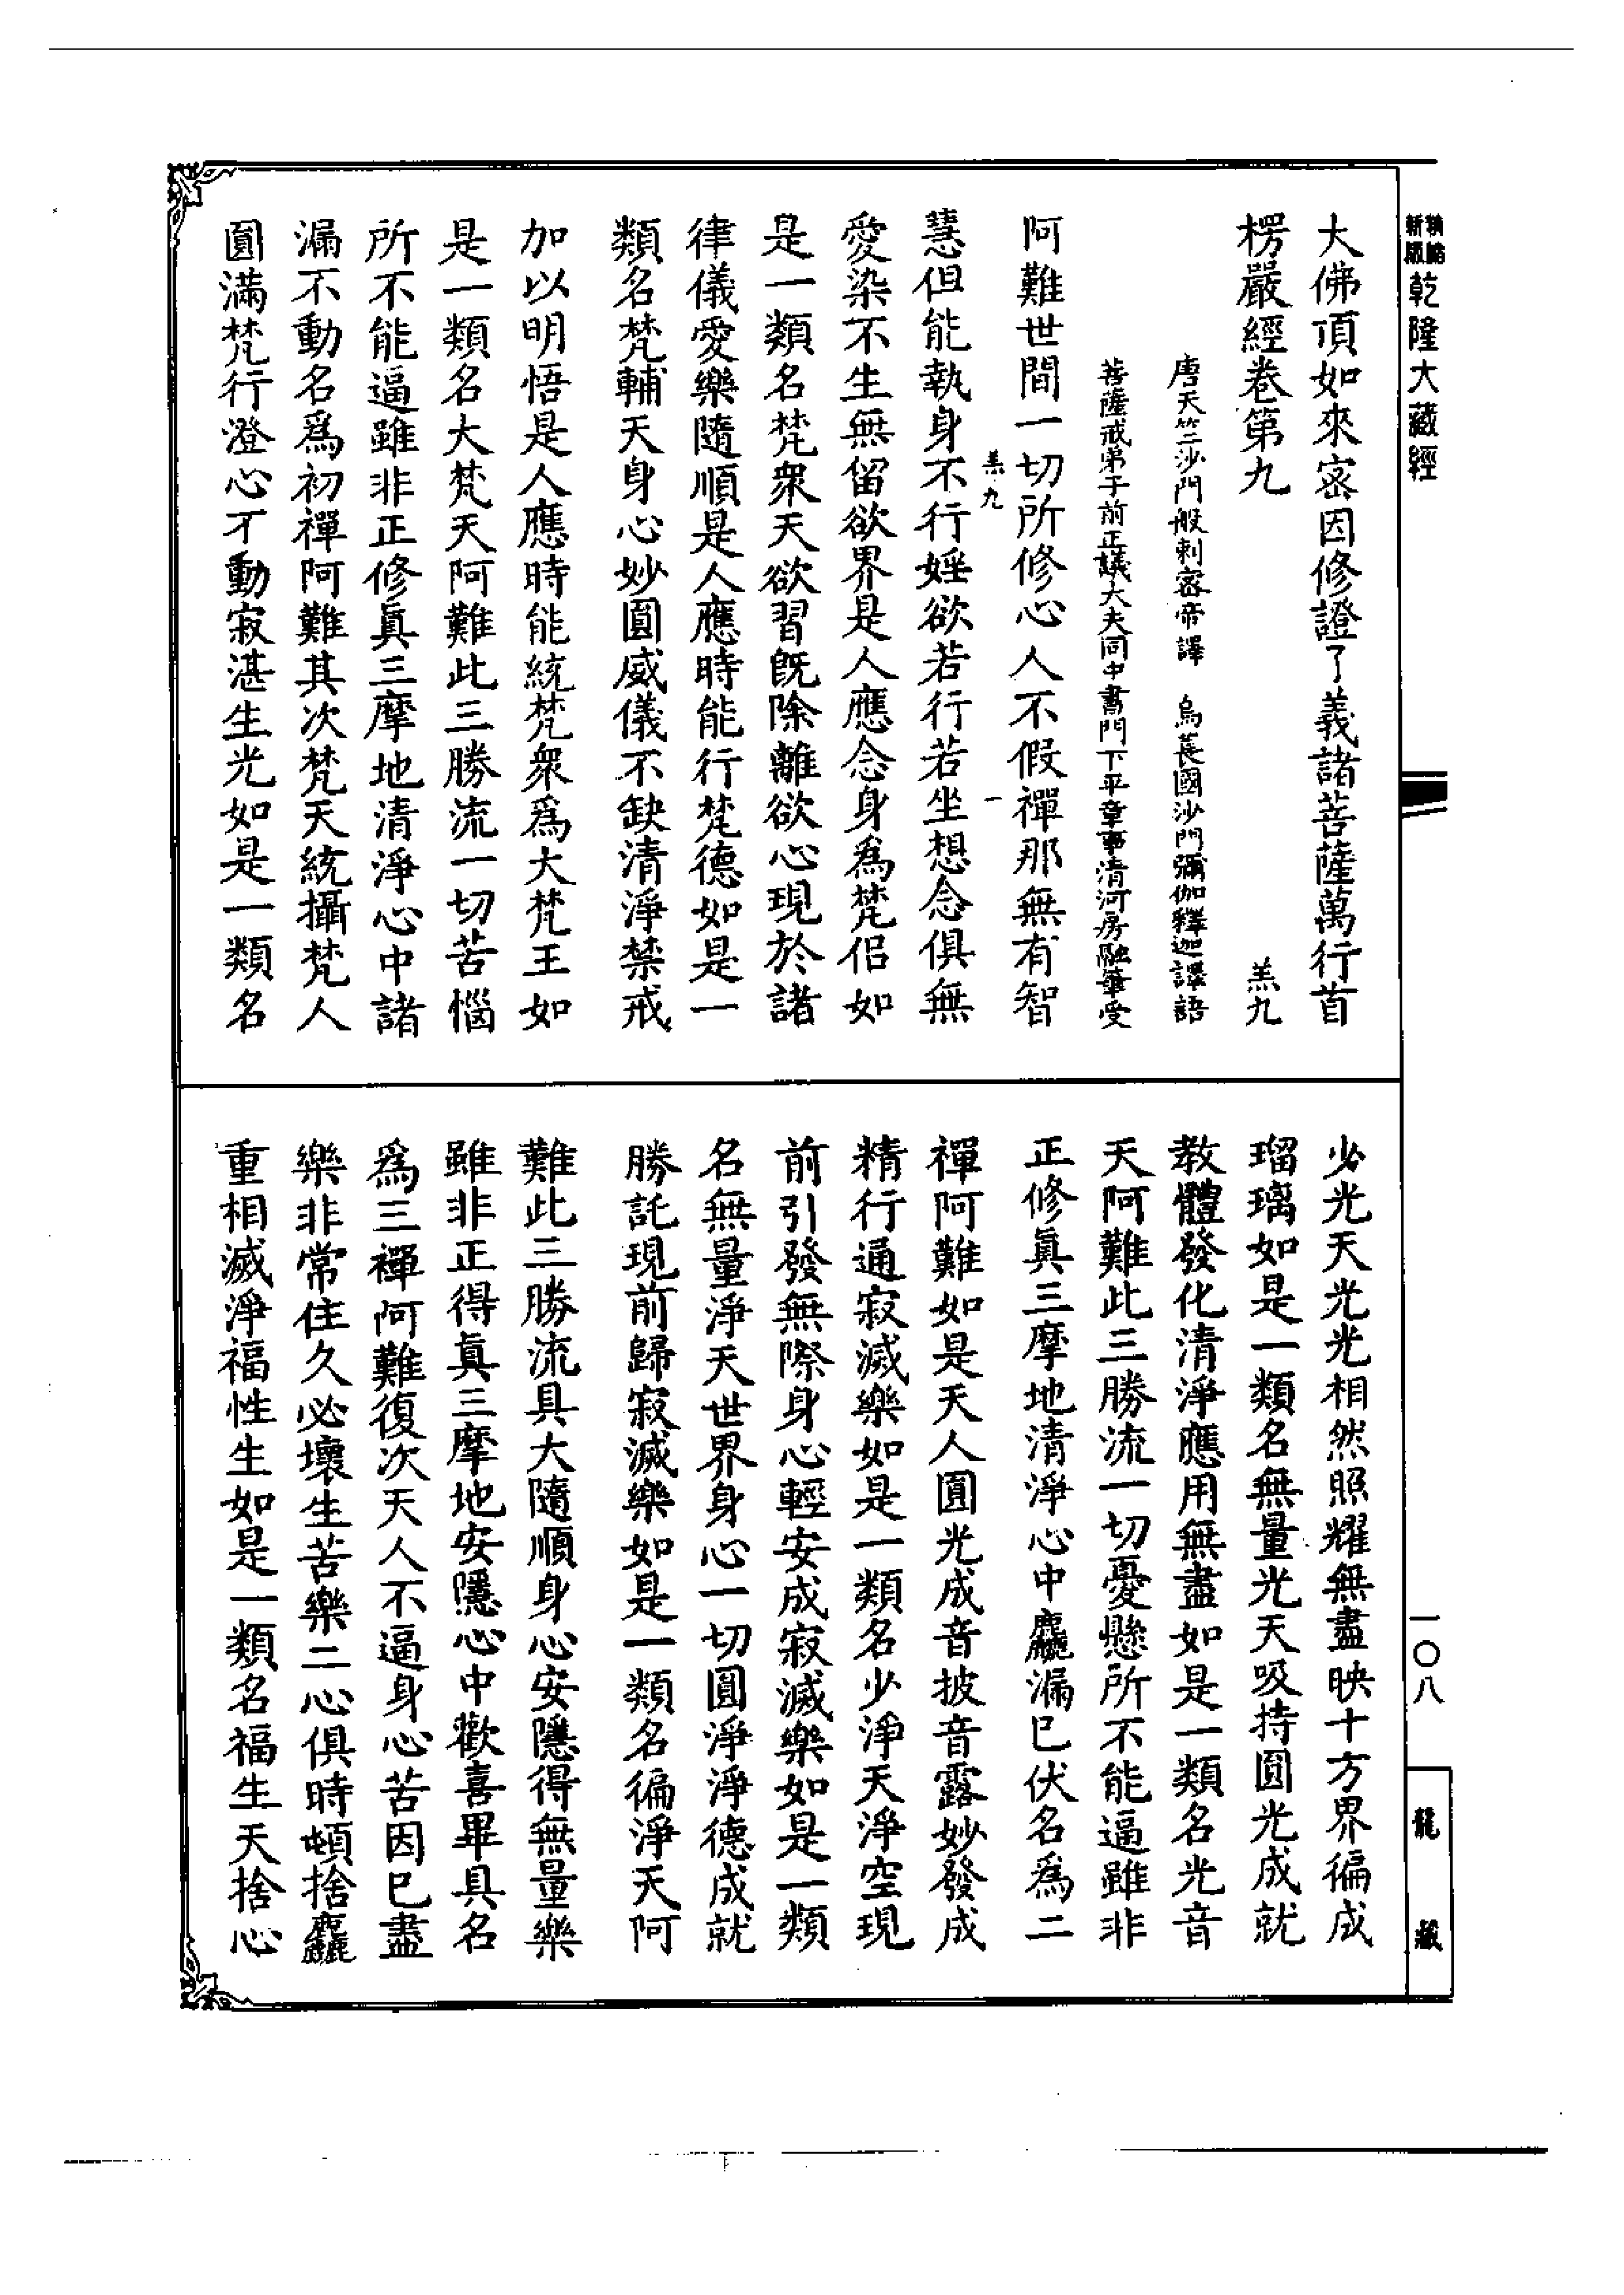 新版
精縮
乾隆大藏經
大佛頂如來密因修證了義諸菩薩萬行首
楞嚴經卷第九　羔九
唐天竺沙門般剌密帝譯　烏萇國沙門彌伽釋迦譯語
菩薩戒弟子前正議大夫同中書門下平章事清河房融筆受
阿難世間一切所修心人不假禪那無有智
羔九　一
慧但能執身不行婬欲若行若坐想念俱無
愛染不生無留欲界是人應念身為梵侶如
是一類名梵眾天欲習既除離欲心現於諸
律儀愛樂隨順是人應時能行梵德如是一
類名梵輔天身心妙圓威儀不缺清淨禁戒
加以明悟是人應時能統梵眾為大梵王如
是一類名大梵天阿難此三勝流一切苦惱
所不能逼雖非正修真三摩地清淨心中諸
漏不動名為初禪阿難其次梵天統攝梵人
圓滿梵行澄心不動寂湛生光如是一類名
少光天光光相然照耀無盡映十方界徧成
瑠璃如是一類名無量光天吸持圓光成就
教體發化清淨應用無盡如是一類名光音
天阿難此三勝流一切憂懸所不能逼雖非
正修真三摩地清淨心中麤漏已伏名為二
禪阿難如是天人圓光成音披音露妙發成
精行通寂滅樂如是一類名少淨天淨空現
前引發無際身心輕安成寂滅樂如是一類
名無量淨天世界身心一切圓淨淨德成就
勝託現前歸寂滅樂如是一類名徧淨天阿
難此三勝流具大隨順身心安隱得無量樂
雖非正得真三摩地安隱心中歡喜畢具名
為三禪阿難復次天人不逼身心苦因已盡
樂非常住久必壞生苦樂二心俱時頓捨麤
重相滅淨福性生如是一類名福生天捨心
一〇八
龍藏